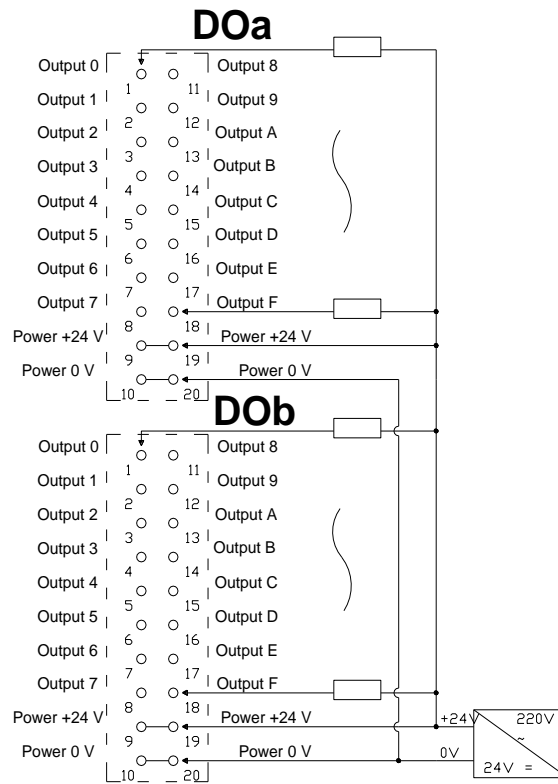 DOa
Output 0 Output 8
1 11
Output 1 Output 9
2 12
Output 2 Output A
3 13
Output 3 Output B
4 14
Output 4 Output C
5 15
Output 5 Output D
6 16
Output 6 Output E
7 17
Output 7 Output F
8 18
Power +24 V Power +24 V
9 19
Power 0 V Power 0 V
10 20
DOb
Output 0 Output 8
1 11
Output 1 Output 9
2 12
Output 2 Output A
3 13
Output 3 Output B
4 14
Output 4 Output C
5 15
Output 5 Output D
6 16
Output 6 Output E
7 17
Output 7 Output F
8 18
Power +24 V Power +24 V +24V 220V
~
9 19
Power 0 V Power 0 V 0V 24V =
10 20